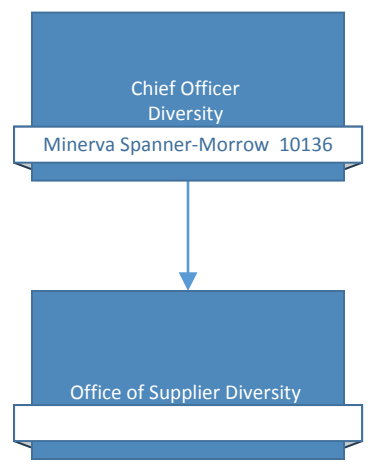 Chief Officer
Diversity
Minerva Spanner-Morrow 10136
Office of Supplier Diversity